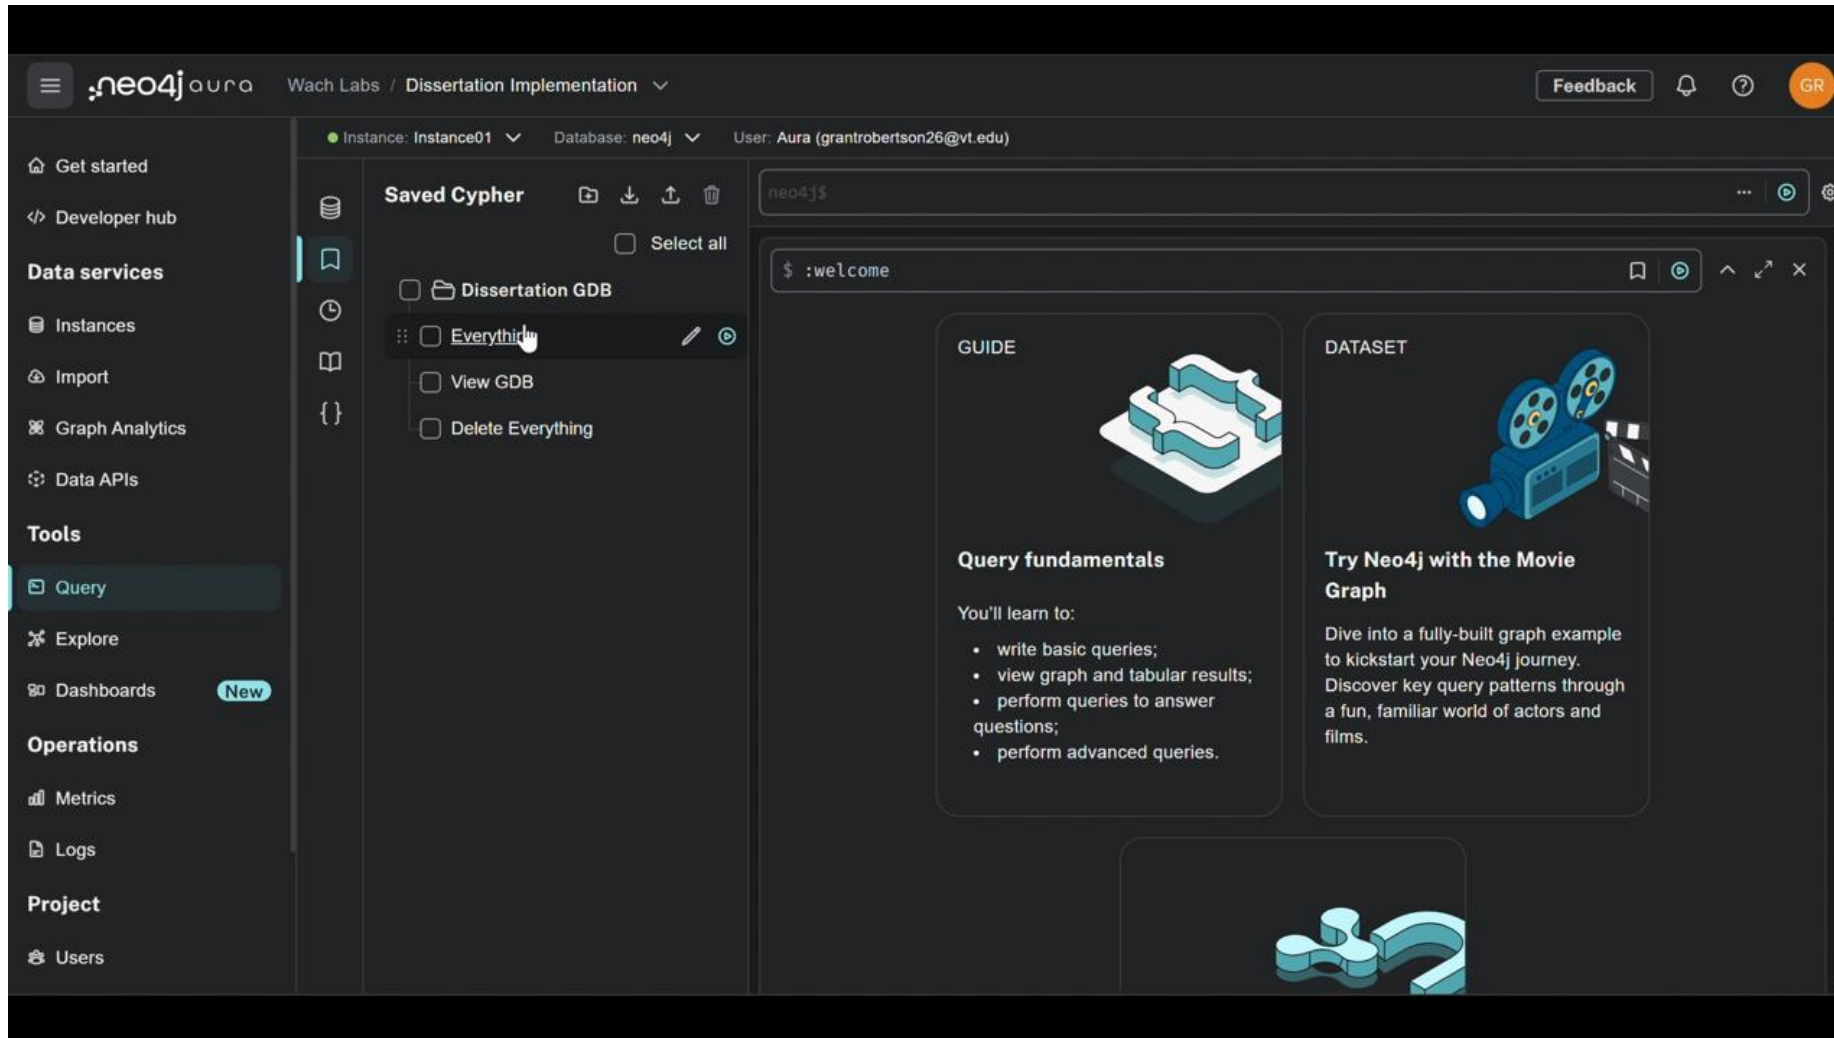 neo4j aura
Wach Labs / Dissertation Implementation
Feedback
GR
Instance: Instance01
Database: neo4j
User: Aura (grantrobertson26@vt.edu)
Get started
Developer hub
Data services
Instances
Import
Graph Analytics
Data APIs
Tools
Query
Explore
Dashboards New
Operations
Metrics
Logs
Project
Users
Saved Cypher
Select all
Dissertation GDB
View GDB
Delete Everything
neo4j$
$ :welcome
GUIDE
Query fundamentals
You'll learn to:
• write basic queries;
• view graph and tabular results;
• perform queries to answer
questions;
• perform advanced queries.
DATASET
Try Neo4j with the Movie
Graph
Dive into a fully-built graph example
to kickstart your Neo4j journey.
Discover key query patterns through
a fun, familiar world of actors and
films.